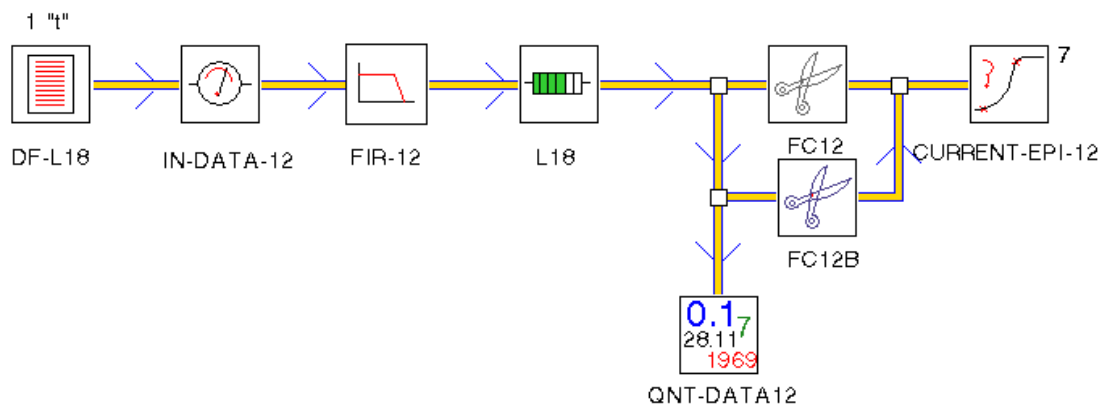 1 "t"
7
DF-L18
IN-DATA-12
FIR-12
L18
FC12
CURRENT-EPI-12
FC12B
0.1
7
28.11
1969
QNT-DATA12